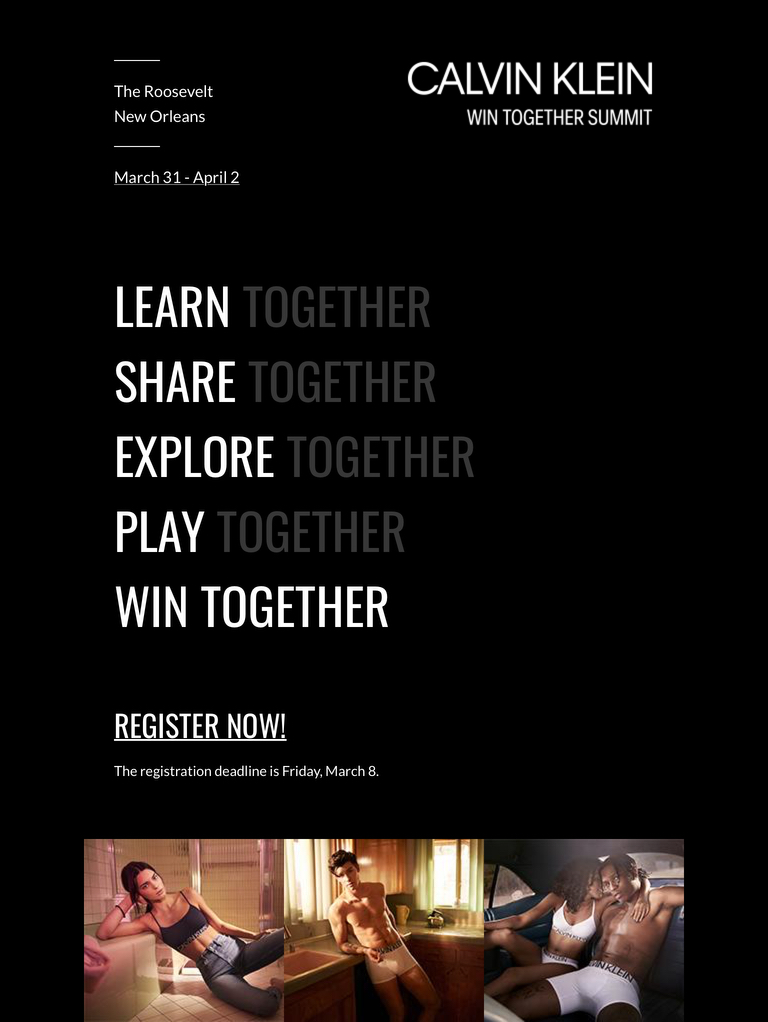 The Roosevelt
New Orleans
March 31 - April 2
CALVIN KLEIN
WIN TOGETHER SUMMIT
LEARN TOGETHER
SHARE TOGETHER
EXPLORE TOGETHER
PLAY TOGETHER
WIN TOGETHER
REGISTER NOW!
The registration deadline is Friday, March 8.